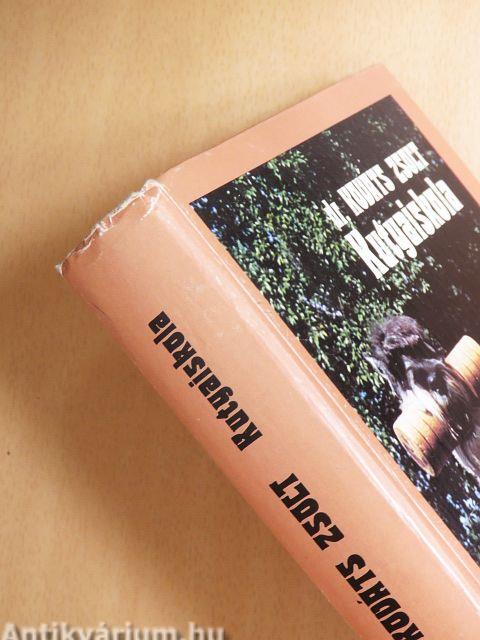 dr. KOVÁTS ZSOLT
Kutyaiskola
KOVÁTS ZSOLT Kutyaiskola
Antikvárium.hu